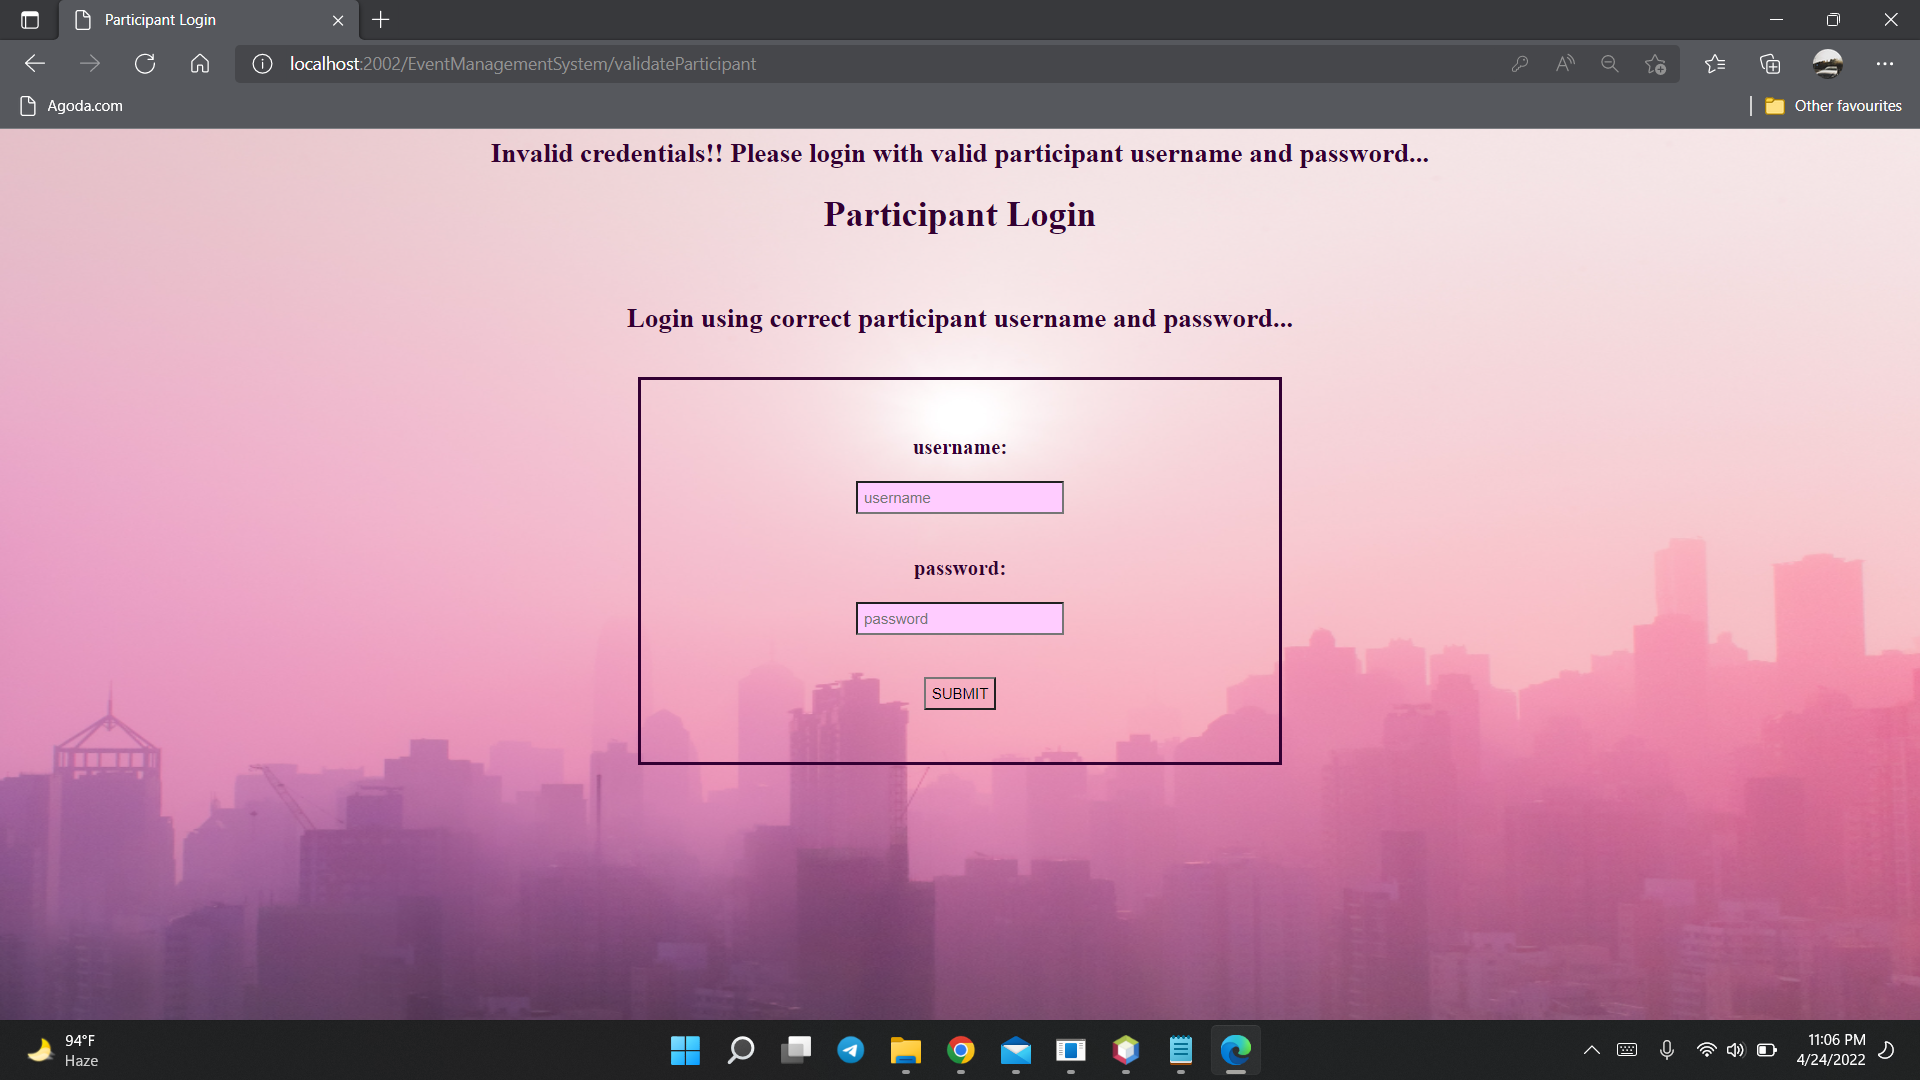 Participant Login
localhost:2002/EventManagementSystem/validateParticipant
Agoda.com
Other favourites
Invalid credentials!! Please login with valid participant username and password...
Participant Login
Login using correct participant username and password...
username:
username
password:
password
SUBMIT
94°F
Haze
11:06 PM
4/24/2022